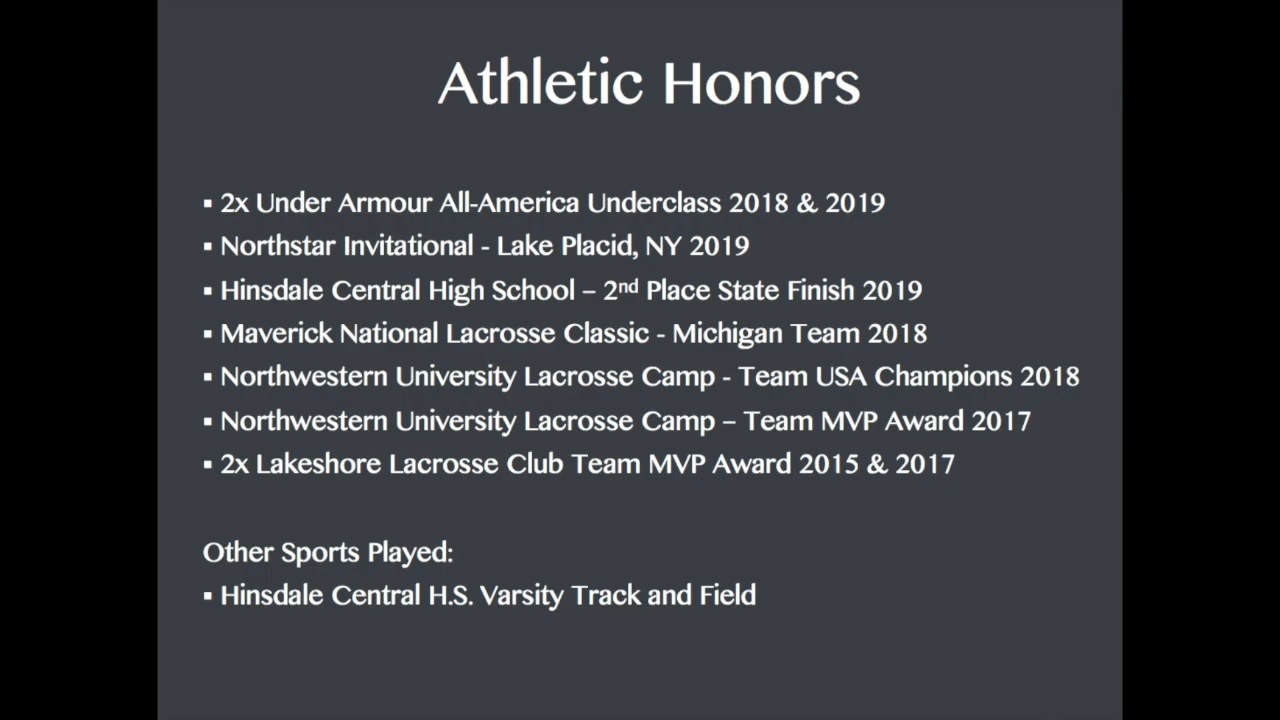 Athletic Honors
▪ 2x Under Armour All-America Underclass 2018 & 2019
▪ Northstar Invitational - Lake Placid, NY 2019
▪ Hinsdale Central High School – 2nd Place State Finish 2019
▪ Maverick National Lacrosse Classic - Michigan Team 2018
▪ Northwestern University Lacrosse Camp - Team USA Champions 2018
▪ Northwestern University Lacrosse Camp – Team MVP Award 2017
▪ 2x Lakeshore Lacrosse Club Team MVP Award 2015 & 2017
Other Sports Played:
▪ Hinsdale Central H.S. Varsity Track and Field